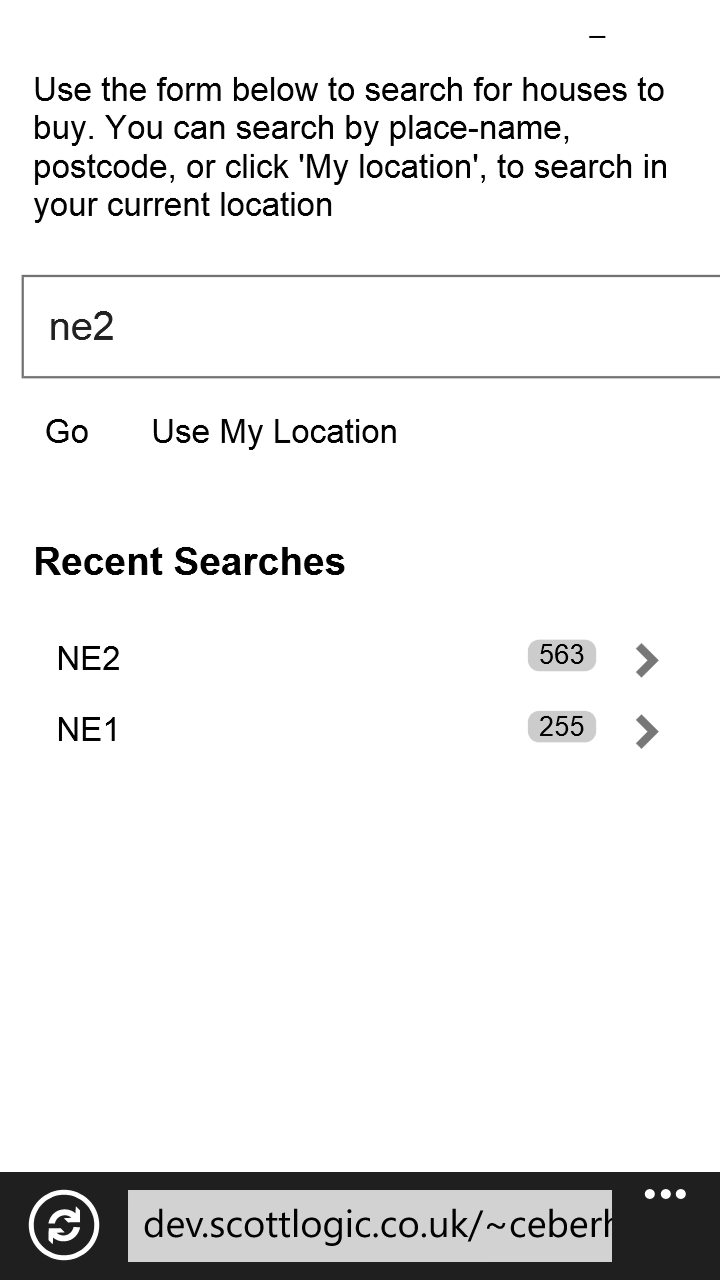 Use the form below to search for houses to
buy. You can search by place-name,
postcode, or click 'My location', to search in
your current location
ne2
Go Use My Location
Recent Searches
NE2 563
NE1 255
dev.scottlogic.co.uk/~ceberh